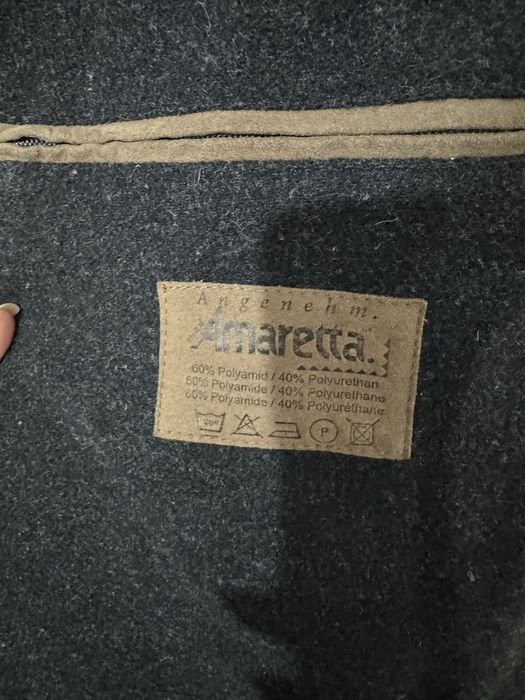 Angenehm.
Amaretta.
60% Polyamid / 40% Polyurethan
60% Polyamide / 40% Polyurethane
60% Polyamide / 40% Polyuréthane
P